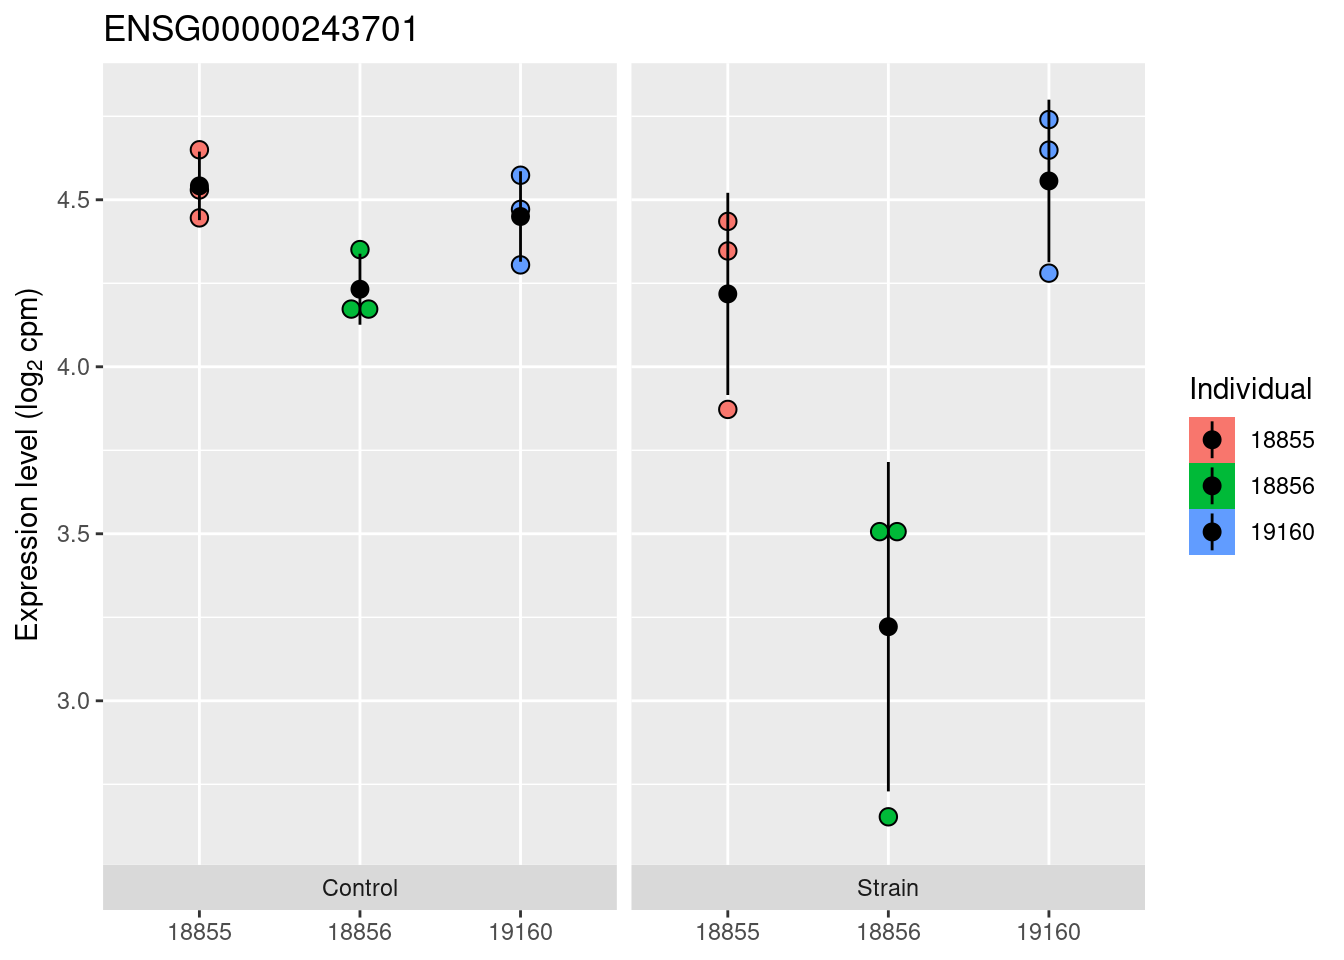 ENSG00000243701
Expression level (log₂ cpm)
4.5
4.0
3.5
3.0
Control
Strain
18855
18856
19160
18855
18856
19160
Individual
18855
18856
19160